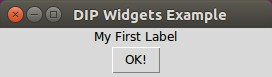 DIP Widgets Example
My First Label
OK!